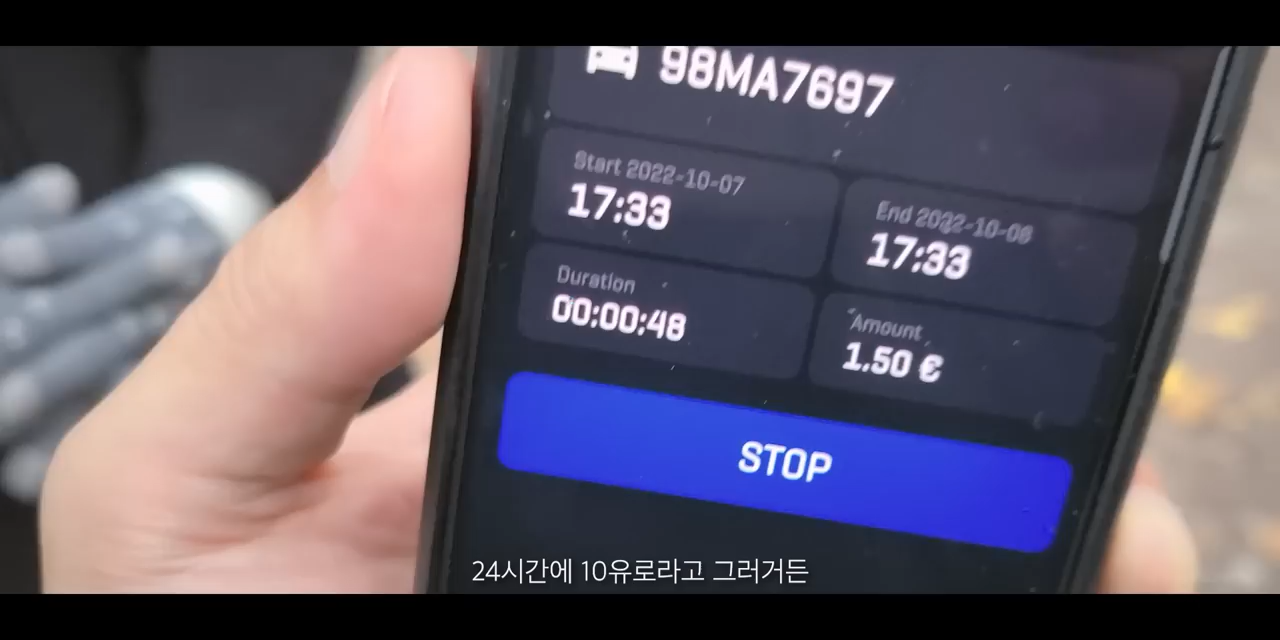 98MA7697
Start 2022-10-07
17:33
End 2022-10-08
17:33
Duration
00:00:48
Amount
1.50 €
STOP
24시간에 10유로라고 그러거든